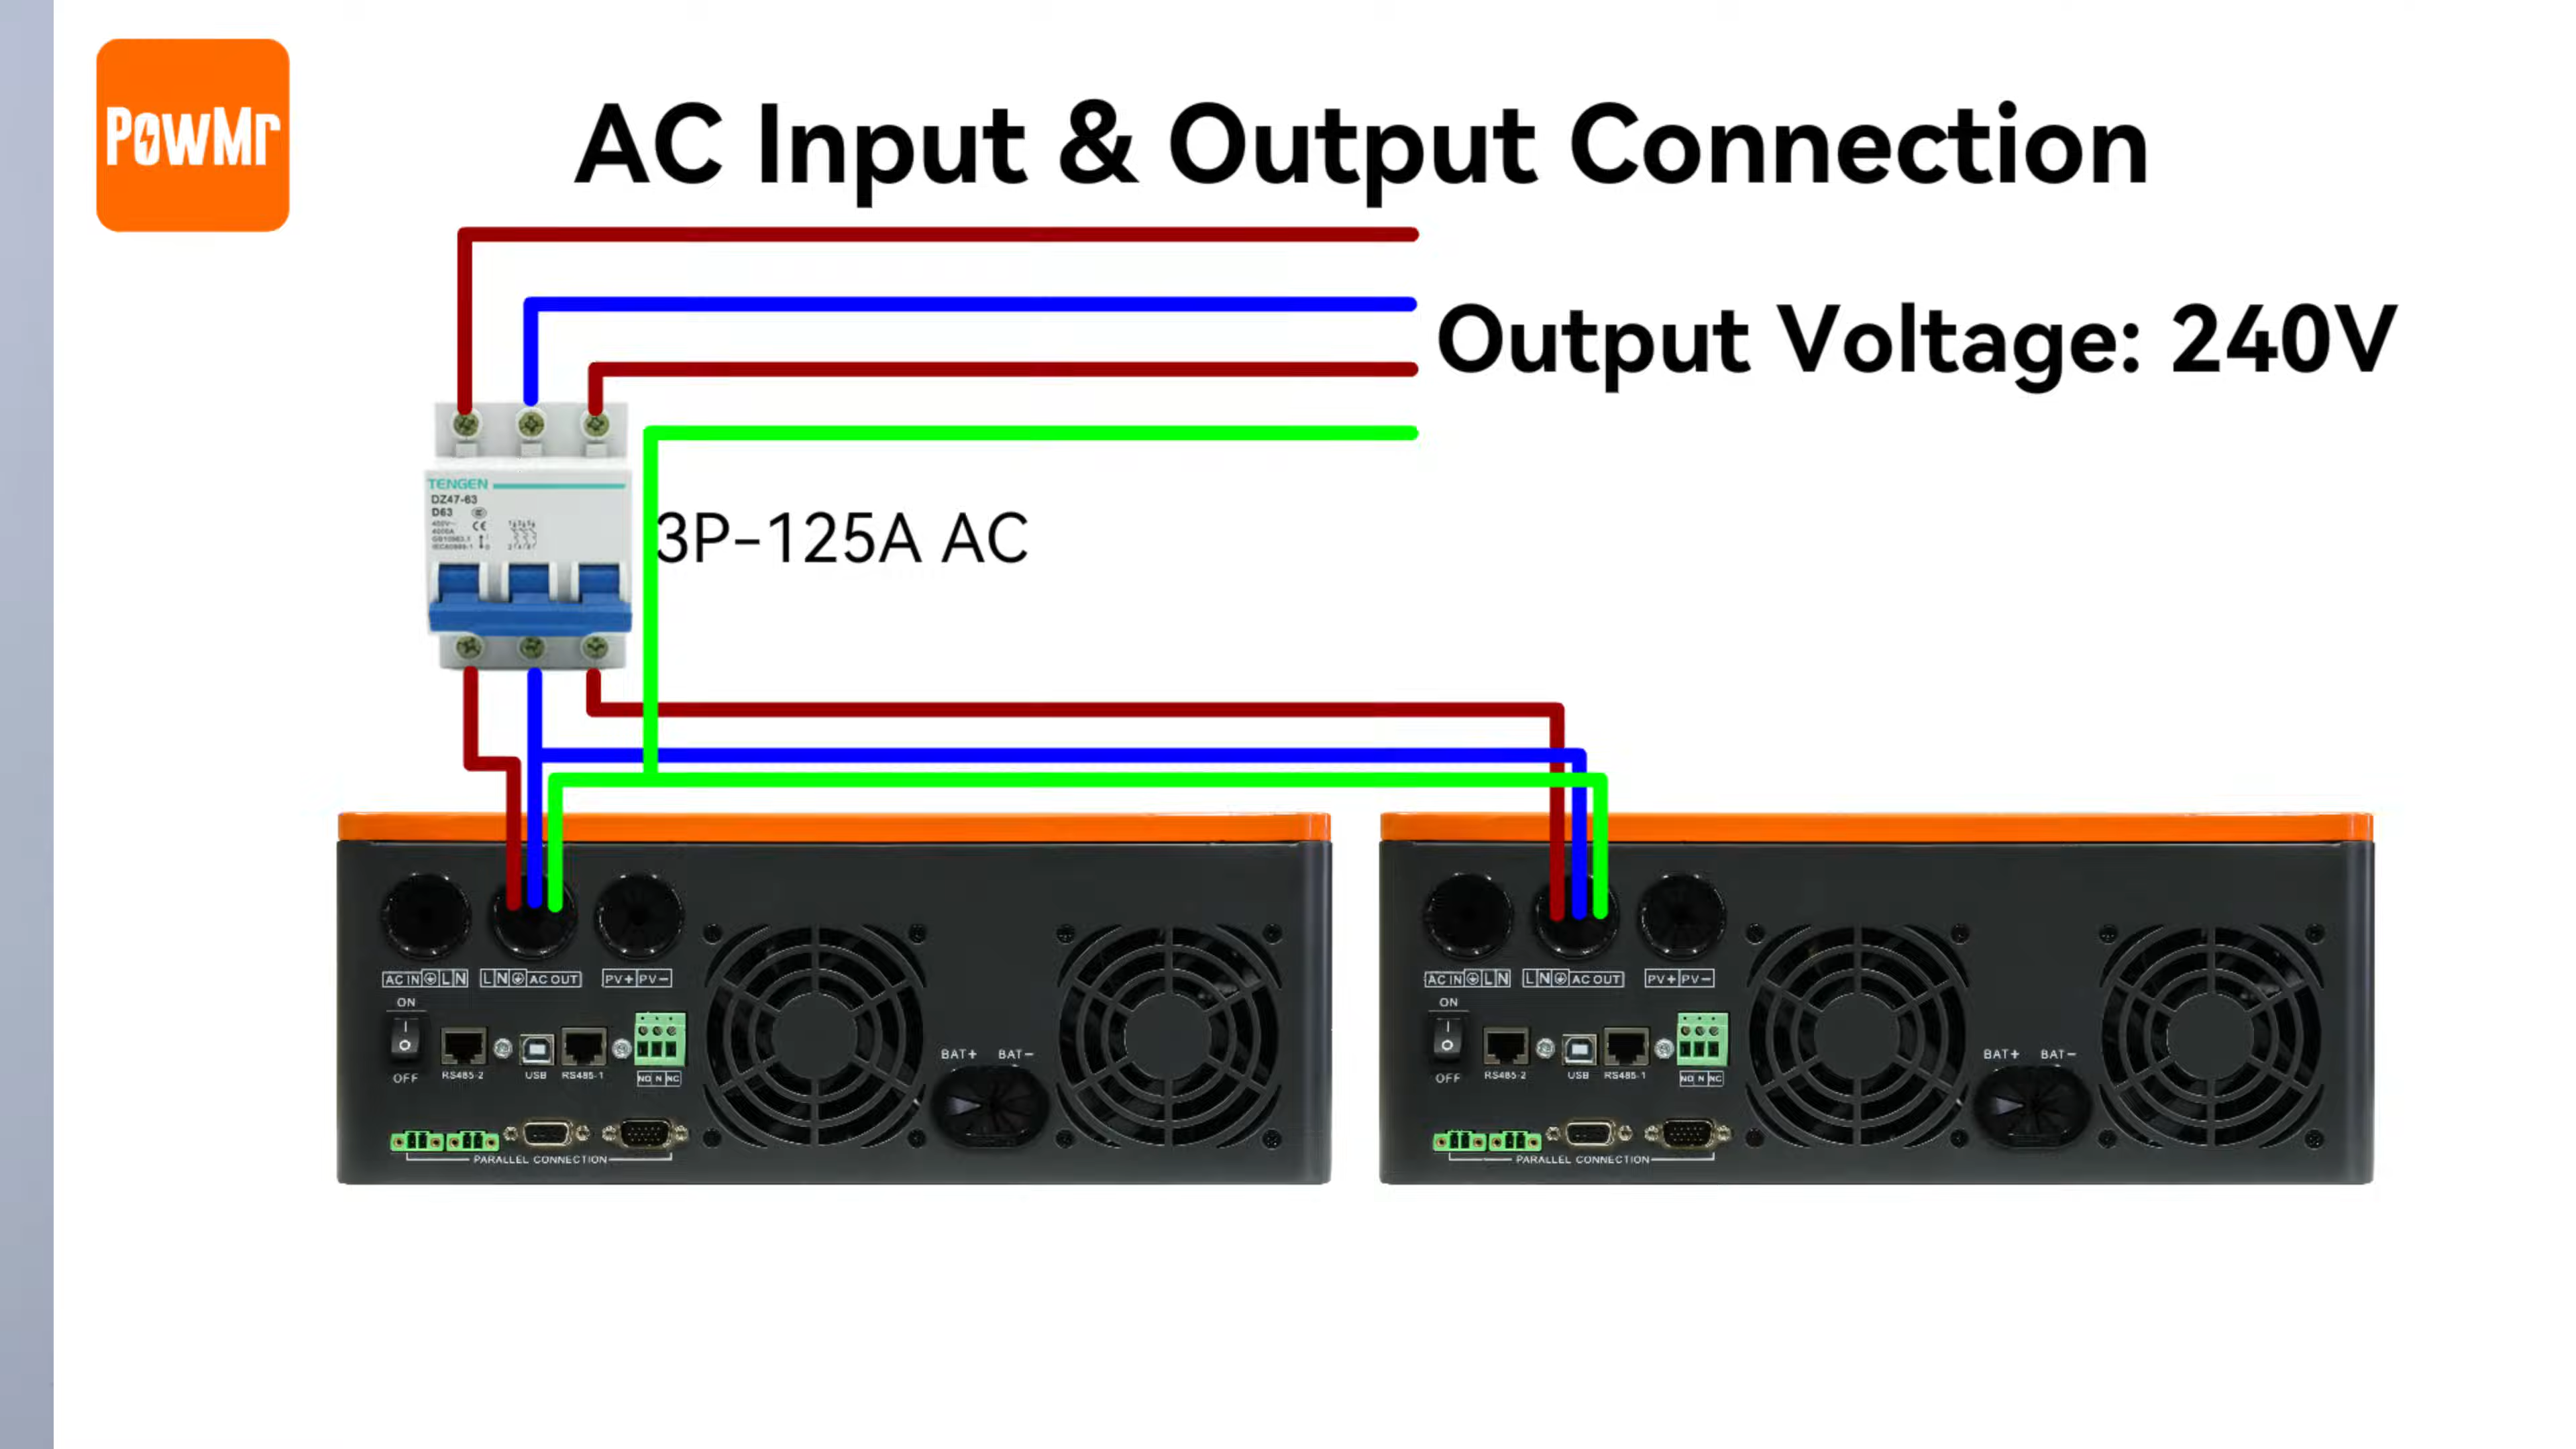 PowMr
AC Input & Output Connection
Output Voltage: 240V
TENGEN
DZ47-63
D63
3P-125A AC
AC IN L N
L N AC OUT
PV+ PV−
ON
OFF
RS485-2
USB
RS485-1
NO N NC
BAT+ BAT−
PARALLEL CONNECTION
AC IN L N
L N AC OUT
PV+ PV−
ON
OFF
RS485-2
USB
RS485-1
NO N NC
BAT+ BAT−
PARALLEL CONNECTION